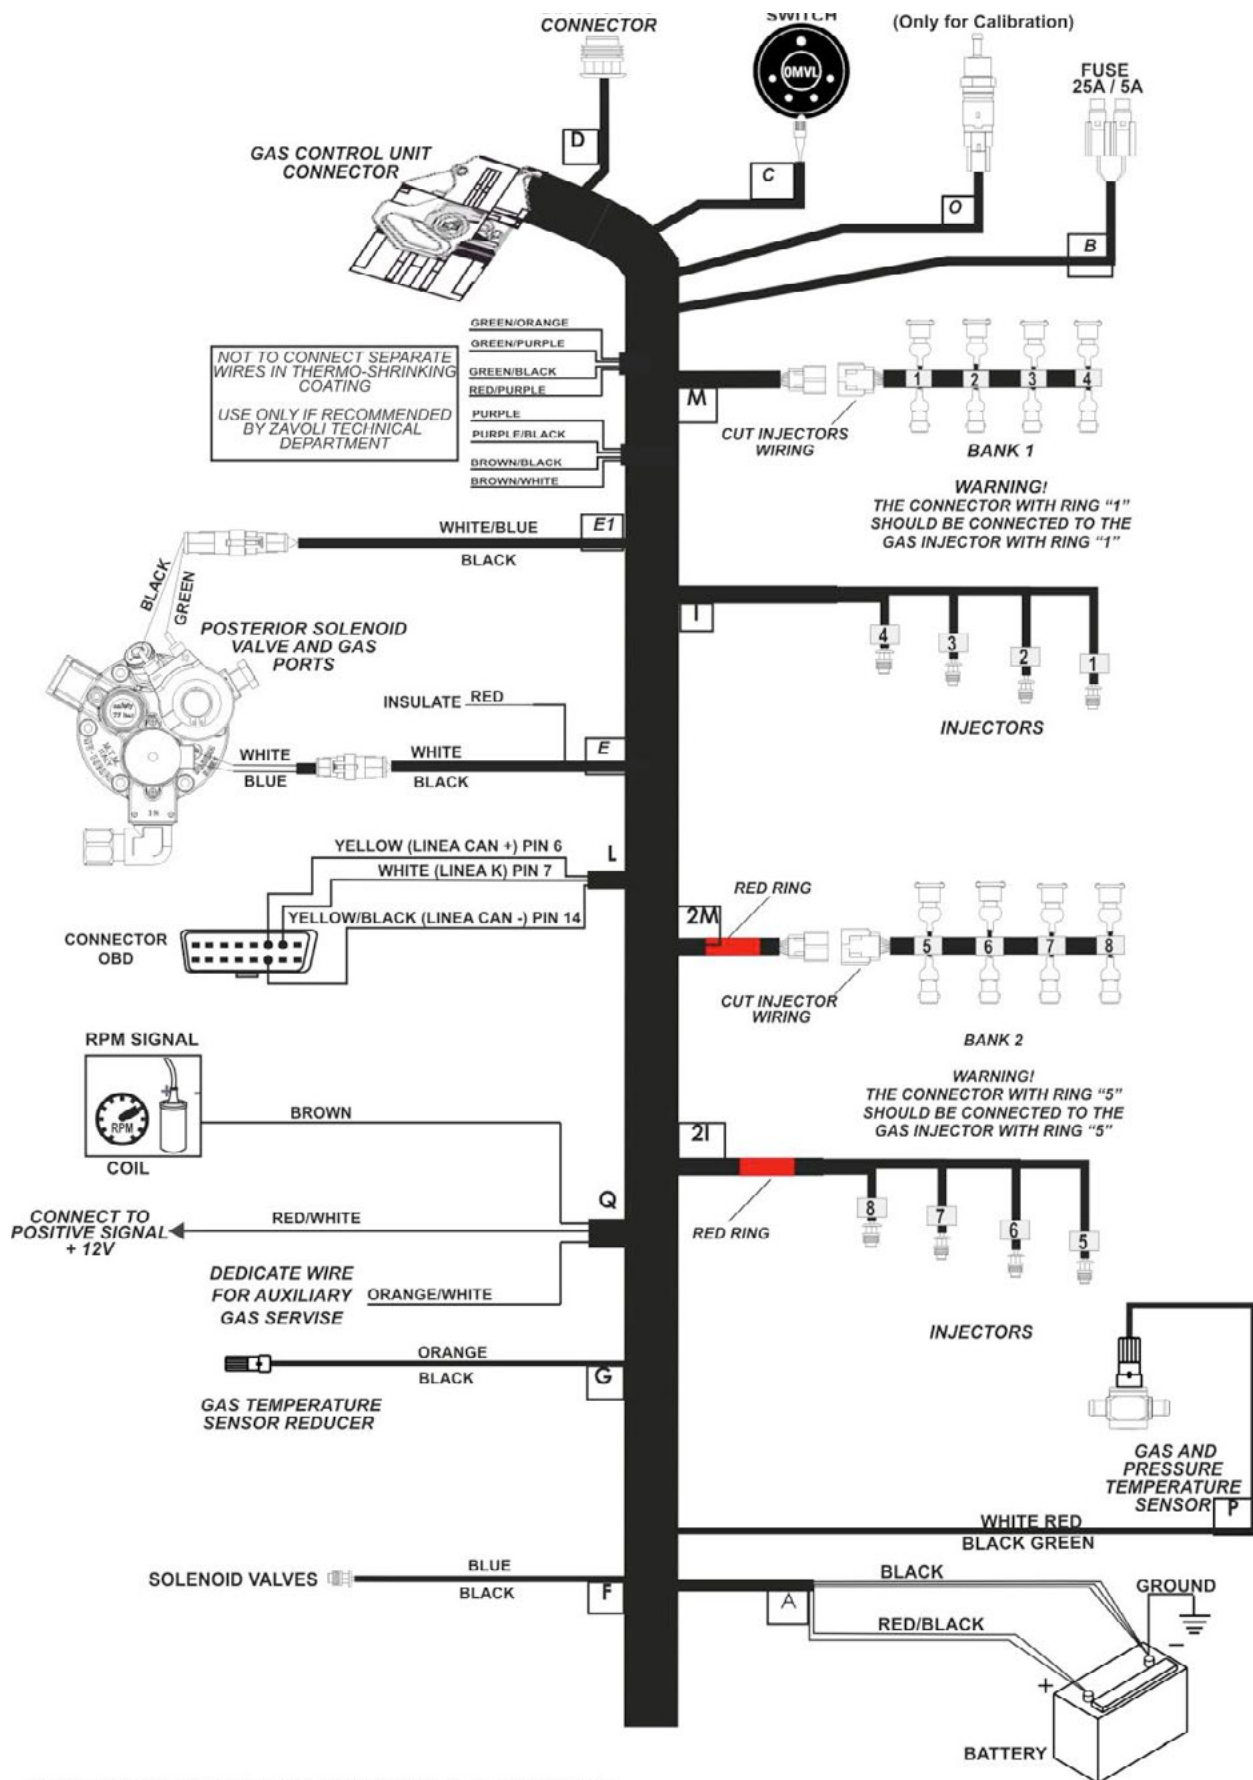 CONNECTOR
SWITCH
(Only for Calibration)
FUSE
25A / 5A
OMVL
D
C
O
B
GAS CONTROL UNIT
CONNECTOR
GREEN/ORANGE
GREEN/PURPLE
GREEN/BLACK
RED/PURPLE
PURPLE
PURPLE/BLACK
BROWN/BLACK
BROWN/WHITE
NOT TO CONNECT SEPARATE
WIRES IN THERMO-SHRINKING
COATING
USE ONLY IF RECOMMENDED
BY ZAVOLI TECHNICAL
DEPARTMENT
M
CUT INJECTORS
WIRING
1 2 3 4
BANK 1
WARNING!
THE CONNECTOR WITH RING “1”
SHOULD BE CONNECTED TO THE
GAS INJECTOR WITH RING “1”
WHITE/BLUE
E1
BLACK
BLACK
GREEN
POSTERIOR SOLENOID
VALVE AND GAS
PORTS
I
4 3 2 1
INJECTORS
INSULATE RED
WHITE
BLUE
WHITE
BLACK
E
safety
IN
YELLOW (LINEA CAN +) PIN 6
WHITE (LINEA K) PIN 7
YELLOW/BLACK (LINEA CAN -) PIN 14
L
CONNECTOR
OBD
2M
RED RING
CUT INJECTOR
WIRING
5 6 7 8
BANK 2
WARNING!
THE CONNECTOR WITH RING “5”
SHOULD BE CONNECTED TO THE
GAS INJECTOR WITH RING “5”
RPM SIGNAL
+ -
RPM
COIL
BROWN
2I
RED RING
8 7 6 5
INJECTORS
Q
CONNECT TO
POSITIVE SIGNAL
+ 12V
RED/WHITE
DEDICATE WIRE
FOR AUXILIARY
GAS SERVISE
ORANGE/WHITE
ORANGE
BLACK
G
GAS TEMPERATURE
SENSOR REDUCER
GAS AND
PRESSURE
TEMPERATURE
SENSOR
P
WHITE RED
BLACK GREEN
SOLENOID VALVES
BLUE
BLACK
F
A
BLACK
RED/BLACK
GROUND
+
−
BATTERY